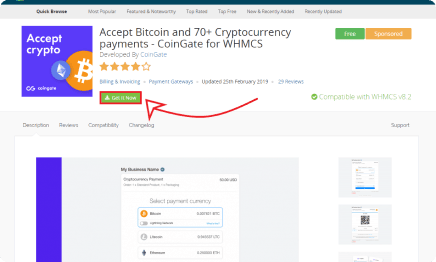 Quick Browse Most Popular Featured & Noteworthy Top Rated Top Free New & Recently Added Recently Updated
Accept
crypto
coingate
Accept Bitcoin and 70+ Cryptocurrency
payments - CoinGate for WHMCS
Developed By CoinGate
Free Sponsored
Billing & Invoicing • Payment Gateways • Updated 25th February 2019 • 29 Reviews
Get It Now
Compatible with WHMCS v8.2
Description Reviews Compatibility Changelog Support
My Business Name
Cryptocurrency Payment
Select payment currency
Bitcoin
Litecoin
Ethereum